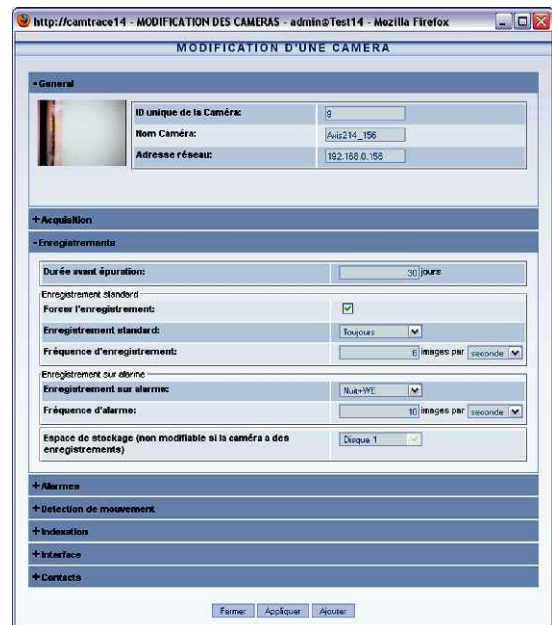 http://camtrace14 - MODIFICATION DES CAMERAS - admin@Test14 - Mozilla Firefox
MODIFICATION D'UNE CAMERA
-General
ID unique de la Caméra: 9
Nom Caméra: Axis214_156
Adresse réseau: 192.168.0.156
+Acquisition
-Enregistrements
Durée avant épuration: 30 jours
Enregistrement standard
Forcer l'enregistrement:
Enregistrement standard: Toujours
Fréquence d'enregistrement: 6 images par seconde
Enregistrement sur alarme
Enregistrement sur alarme: Nuit+WE
Fréquence d'alarme: 10 images par seconde
Espace de stockage (non modifiable si la caméra a des
enregistrements) Disque 1
+Alarmes
+Detection de mouvement
+Indexation
+Interface
+Contacts
Fermer Appliquer Ajouter